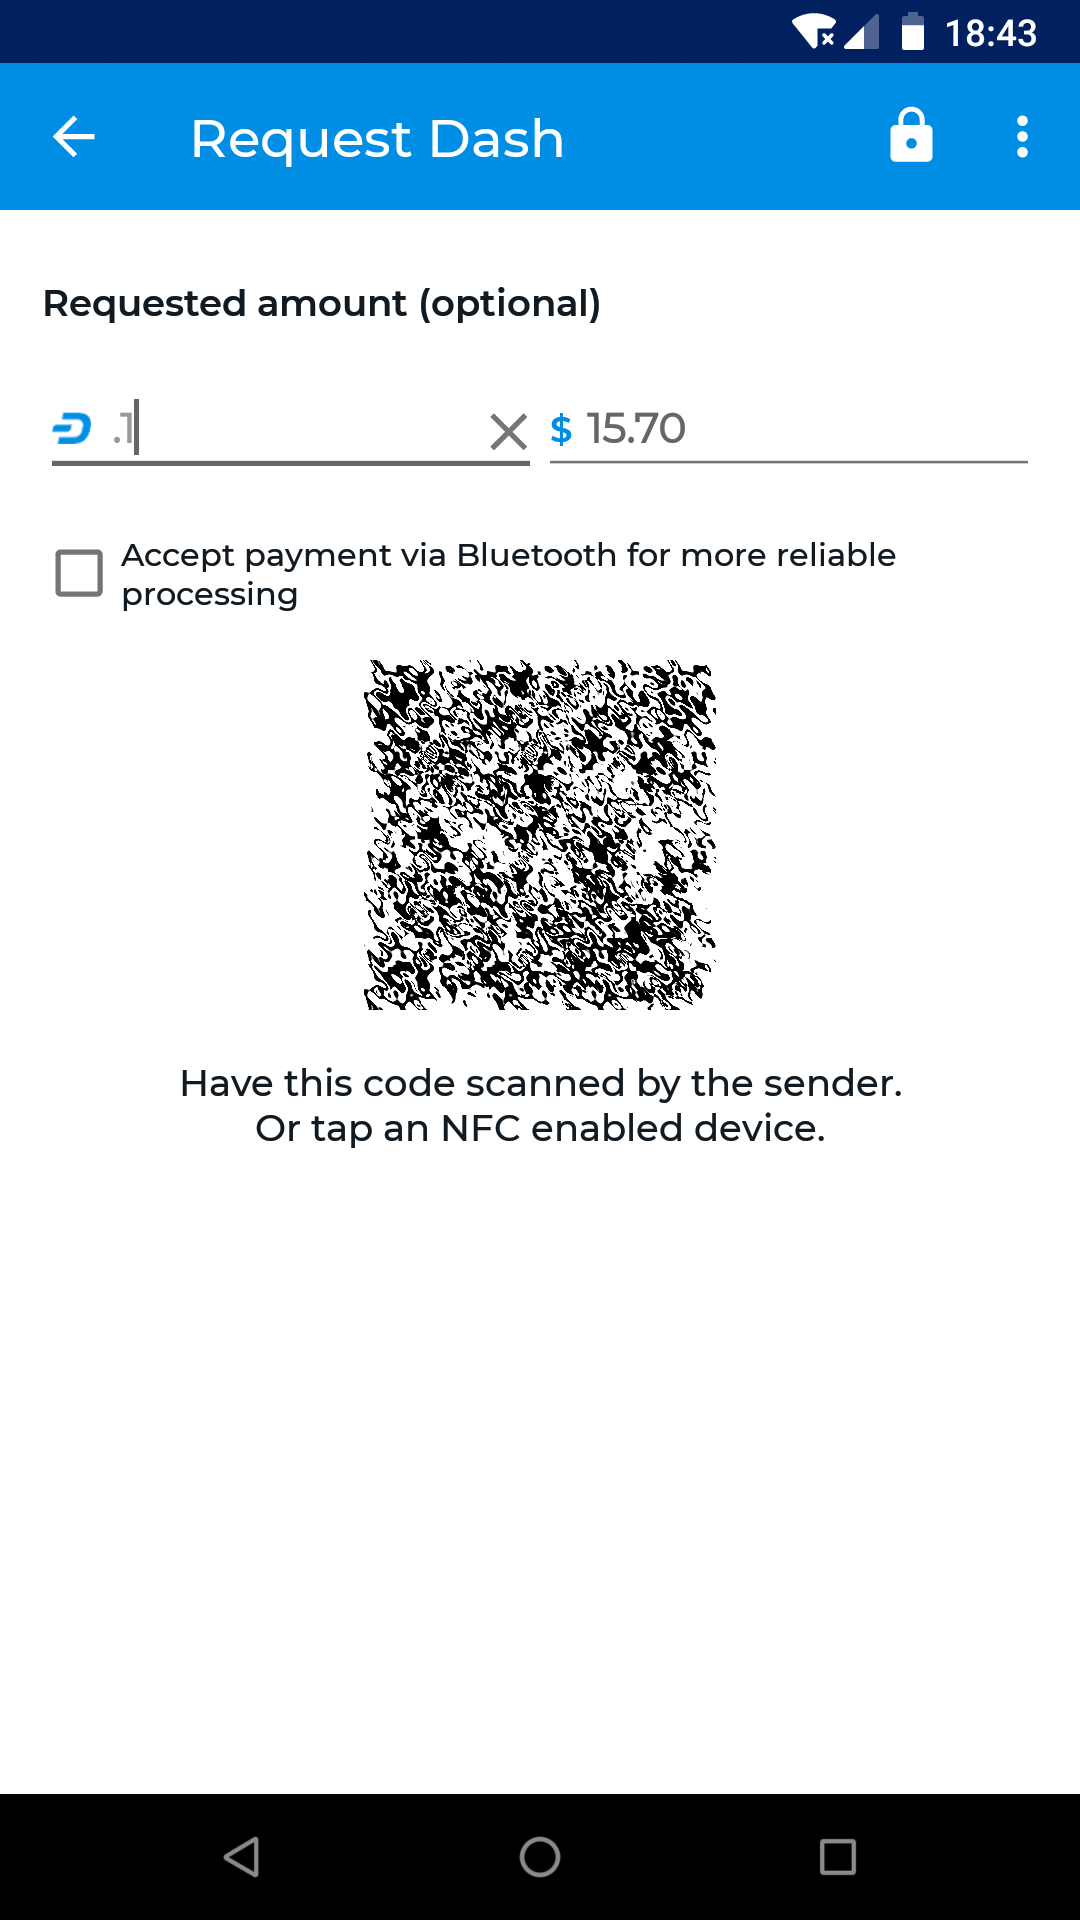 18:43
Request Dash
Requested amount (optional)
.1 $ 15.70
Accept payment via Bluetooth for more reliable
processing
Have this code scanned by the sender.
Or tap an NFC enabled device.